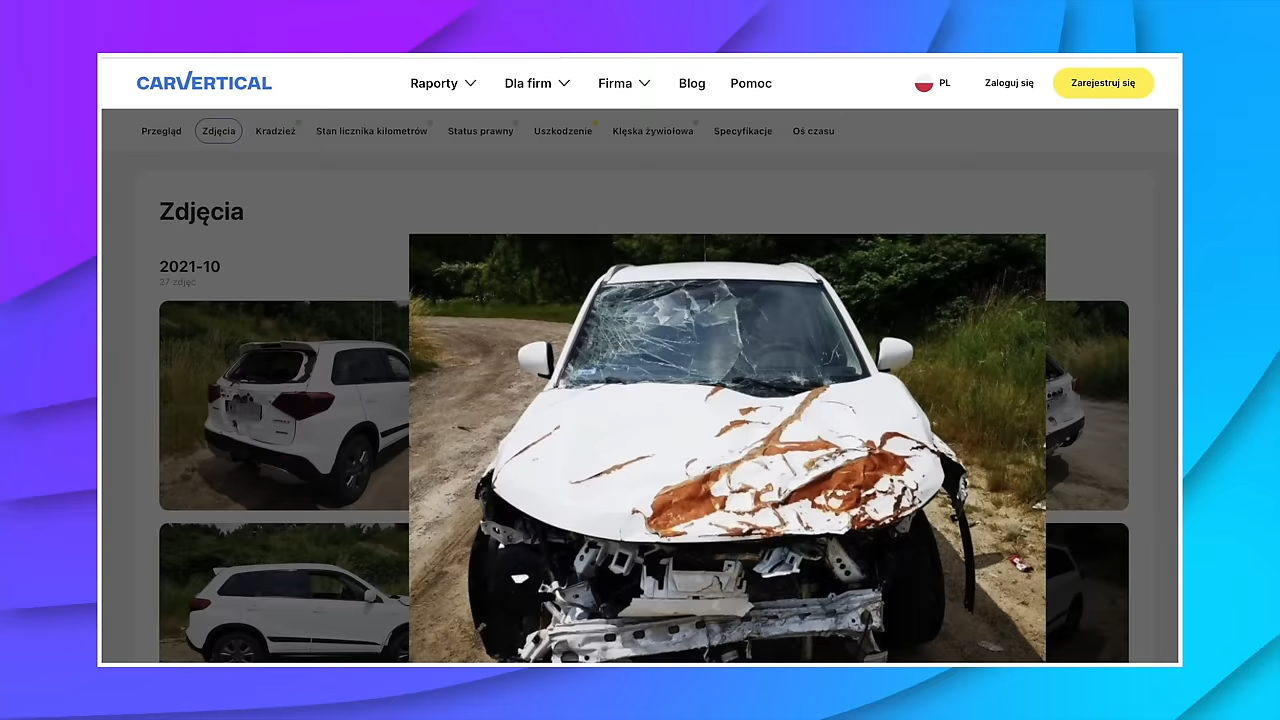 CARVERTICAL
Raporty Dla firm Firma Blog Pomoc PL Zaloguj się Zarejestruj się
Przegląd Zdjęcia Kradzież Stan licznika kilometrów Status prawny Uszkodzenie Klęska żywiołowa Specyfikacje Oś czasu
Zdjęcia
2021-10
27 zdjęć